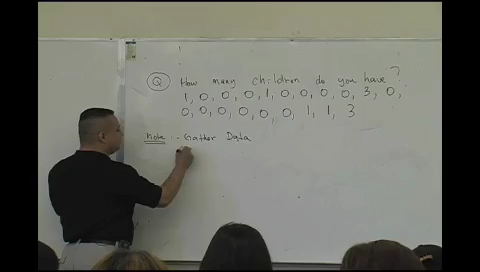 Q How many children do you have?
1, 0, 0, 0, 1, 0, 0, 0, 0, 3, 0,
0, 0, 0, 0, 0, 0, 1, 1, 3
Note :- Gather Data